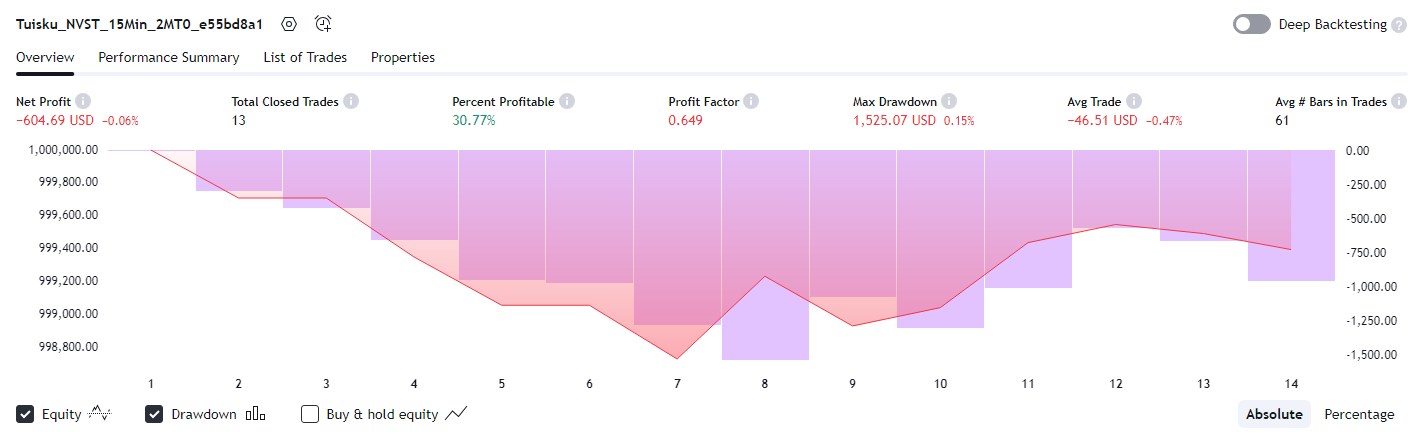 Tuisku_NVST_15Min_2MT0_e55bd8a1 Deep Backtesting ?
Overview Performance Summary List of Trades Properties
Net Profit i Total Closed Trades i Percent Profitable i Profit Factor i Max Drawdown i Avg Trade i Avg # Bars in Trades i
−604.69 USD −0.06% 13 30.77% 0.649 1,525.07 USD 0.15% −46.51 USD −0.47% 61
1,000,000.00 0.00
999,800.00 -250.00
999,600.00 -500.00
999,400.00 -750.00
999,200.00 -1,000.00
999,000.00 -1,250.00
998,800.00 -1,500.00
1 2 3 4 5 6 7 8 9 10 11 12 13 14
Equity Drawdown Buy & hold equity Absolute Percentage